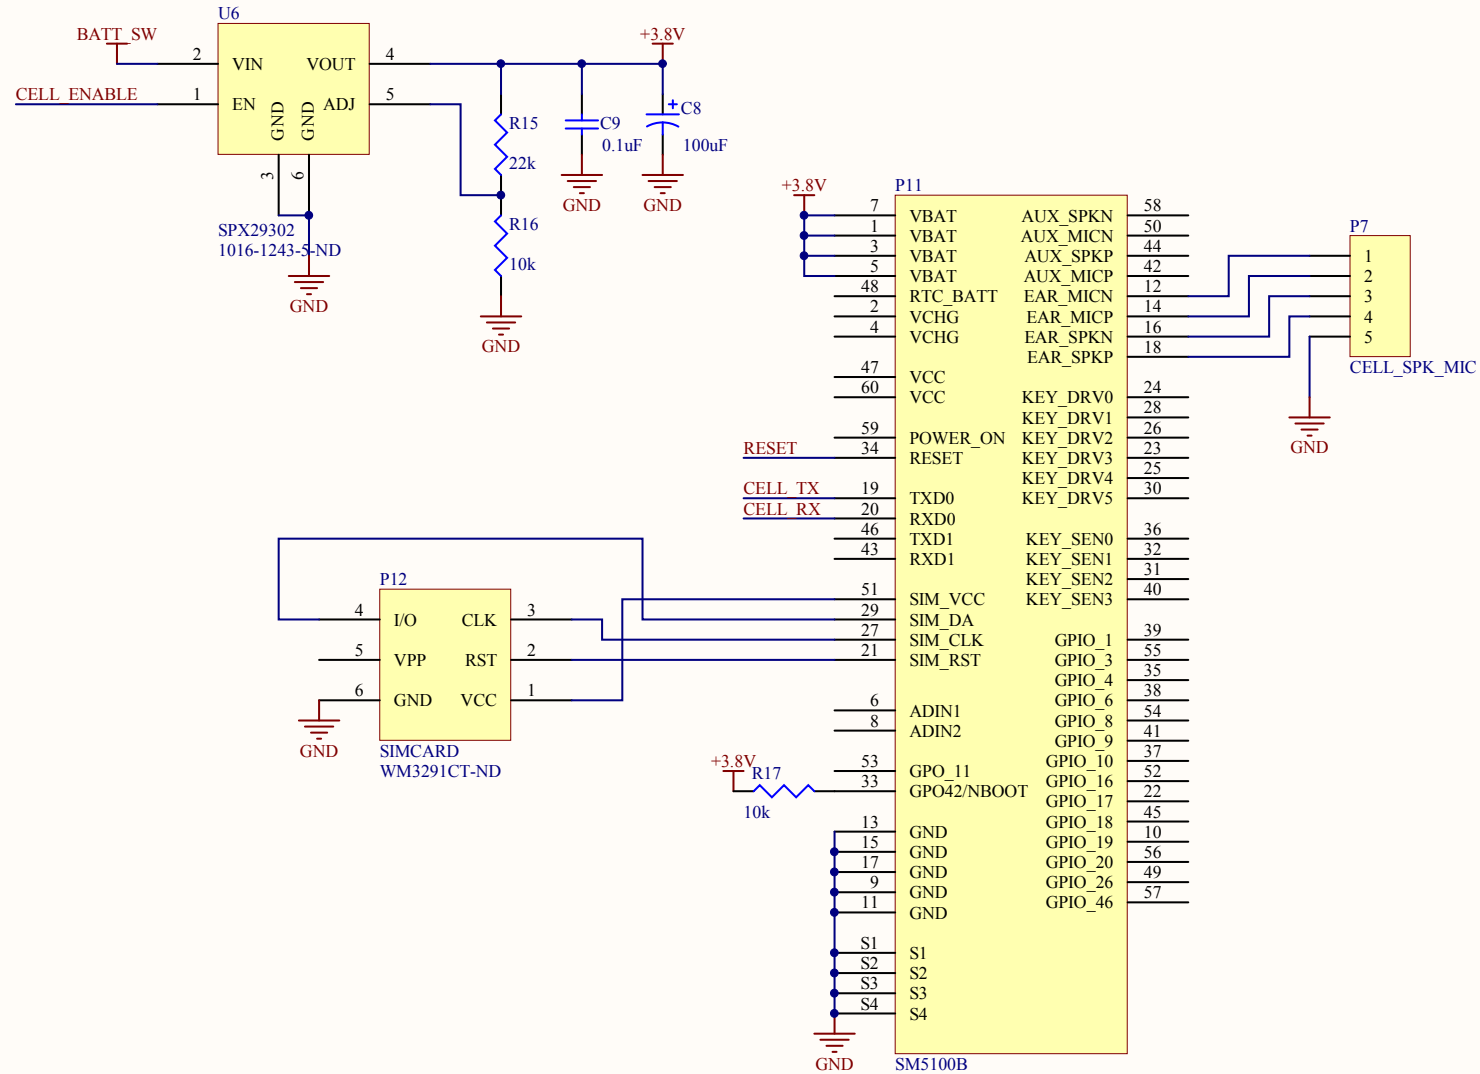 U6
BATT_SW
2 VIN VOUT 4
CELL_ENABLE
1 EN ADJ 5
GND
GND
3
6
SPX29302
1016-1243-5-ND
GND
+3.8V
R15
22k
R16
10k
GND
C9
0.1uF
GND
+
C8
100uF
GND
P11
+3.8V
7 VBAT AUX_SPKN 58
1 VBAT AUX_MICN 50
3 VBAT AUX_SPKP 44
5 VBAT AUX_MICP 42
48 RTC_BATT EAR_MICN 12
2 VCHG EAR_MICP 14
4 VCHG EAR_SPKN 16
EAR_SPKP 18
47 VCC
60 VCC KEY_DRV0 24
KEY_DRV1 28
59 POWER_ON KEY_DRV2 26
RESET 34 RESET KEY_DRV3 23
KEY_DRV4 25
CELL_TX 19 TXD0 KEY_DRV5 30
CELL_RX 20 RXD0
46 TXD1 KEY_SEN0 36
43 RXD1 KEY_SEN1 32
KEY_SEN2 31
51 SIM_VCC KEY_SEN3 40
29 SIM_DA
27 SIM_CLK GPIO_1 39
21 SIM_RST GPIO_3 55
GPIO_4 35
GPIO_6 38
6 ADIN1 GPIO_8 54
8 ADIN2 GPIO_9 41
GPIO_10 37
53 GPO_11 GPIO_16 52
33 GPO42/NBOOT GPIO_17 22
GPIO_18 45
13 GND GPIO_19 10
15 GND GPIO_20 56
17 GND GPIO_26 49
9 GND GPIO_46 57
11 GND
S1 S1
S2 S2
S3 S3
S4 S4
GND
SM5100B
P7
1
2
3
4
5
CELL_SPK_MIC
GND
P12
4 I/O CLK 3
5 VPP RST 2
6 GND VCC 1
GND
SIMCARD
WM3291CT-ND
+3.8V
R17
10k